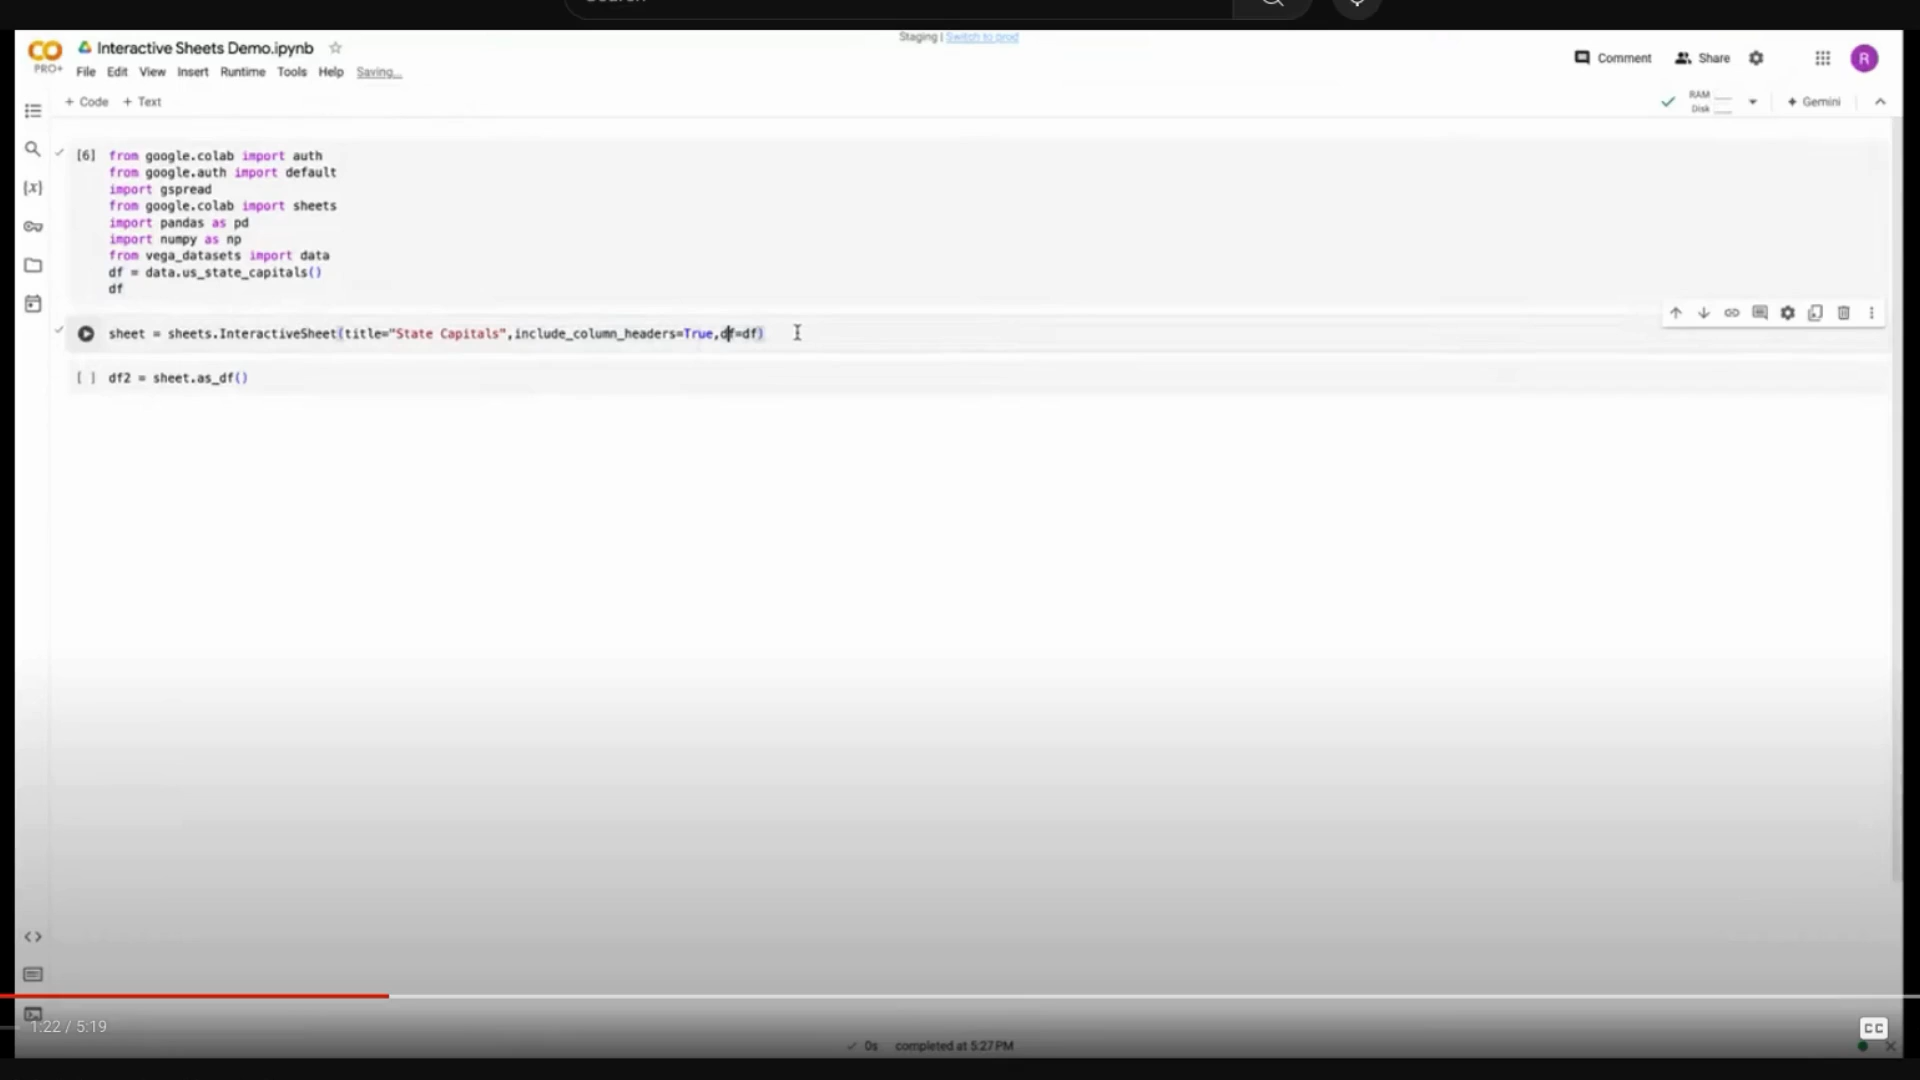 Staging | Switch to prod
CO Interactive Sheets Demo.ipynb
PRO+ File Edit View Insert Runtime Tools Help Saving...
Comment Share R
+ Code + Text
RAM
Disk
Gemini
[6] from google.colab import auth
from google.auth import default
import gspread
from google.colab import sheets
import pandas as pd
import numpy as np
from vega_datasets import data
df = data.us_state_capitals()
df
sheet = sheets.InteractiveSheet(title="State Capitals",include_column_headers=True,df=df)
[ ] df2 = sheet.as_df()
1:22 / 5:19
CC
0s completed at 5:27 PM